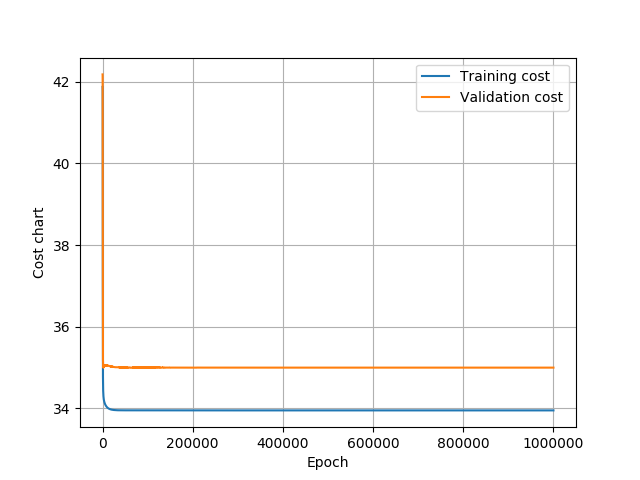 Training cost
Validation cost
42
40
38
36
34
Cost chart
0
200000
400000
600000
800000
1000000
Epoch